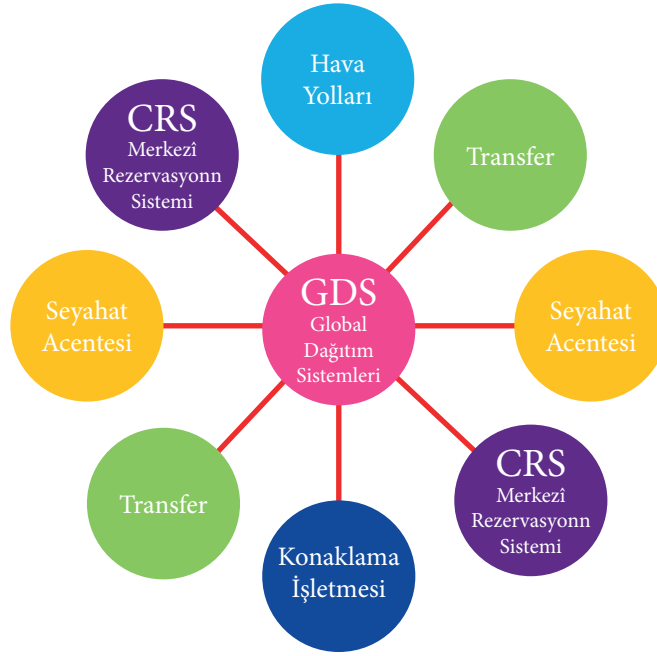 Hava
Yolları
CRS
Merkezî
Rezervasyonn
Sistemi
Transfer
GDS
Global
Dağıtım
Sistemleri
Seyahat
Acentesi
Seyahat
Acentesi
Transfer
CRS
Merkezî
Rezervasyonn
Sistemi
Konaklama
İşletmesi